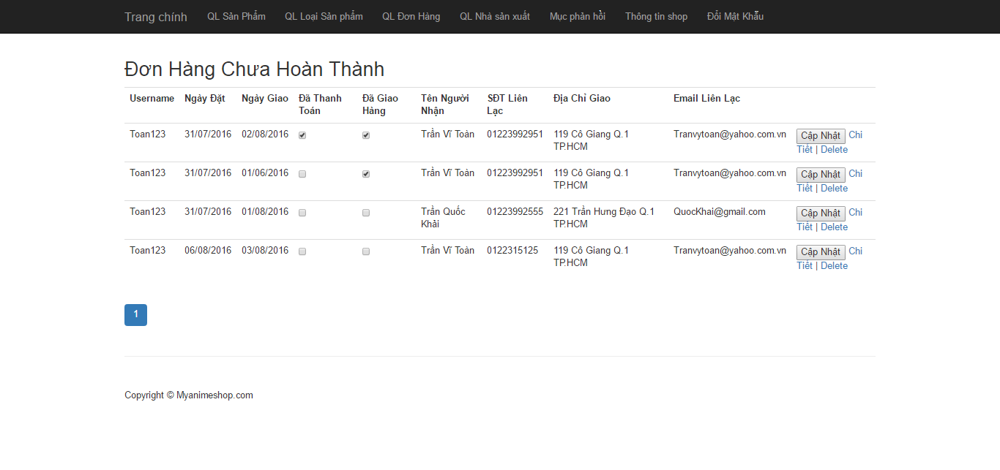 Trang chính QL Sản Phẩm QL Loại Sản phẩm QL Đơn Hàng QL Nhà sản xuất Mục phản hồi Thông tin shop Đổi Mật Khẩu
Đơn Hàng Chưa Hoàn Thành
Username Ngày Đặt Ngày Giao Đã Thanh Toán Đã Giao Hàng Tên Người Nhận SĐT Liên Lạc Địa Chỉ Giao Email Liên Lạc
Toan123 31/07/2016 02/08/2016 Trần Vĩ Toàn 01223992951 119 Cô Giang Q.1 TP.HCM Tranvytoan@yahoo.com.vn Cập Nhật Chi Tiết | Delete
Toan123 31/07/2016 01/06/2016 Trần Vĩ Toàn 01223992951 119 Cô Giang Q.1 TP.HCM Tranvytoan@yahoo.com.vn Cập Nhật Chi Tiết | Delete
Toan123 31/07/2016 01/08/2016 Trần Quốc Khải 01223992555 221 Trần Hưng Đạo Q.1 TP.HCM QuocKhai@gmail.com Cập Nhật Chi Tiết | Delete
Toan123 06/08/2016 03/08/2016 Trần Vĩ Toàn 0122315125 119 Cô Giang Q.1 TP.HCM Tranvytoan@yahoo.com.vn Cập Nhật Chi Tiết | Delete
1
Copyright © Myanimeshop.com